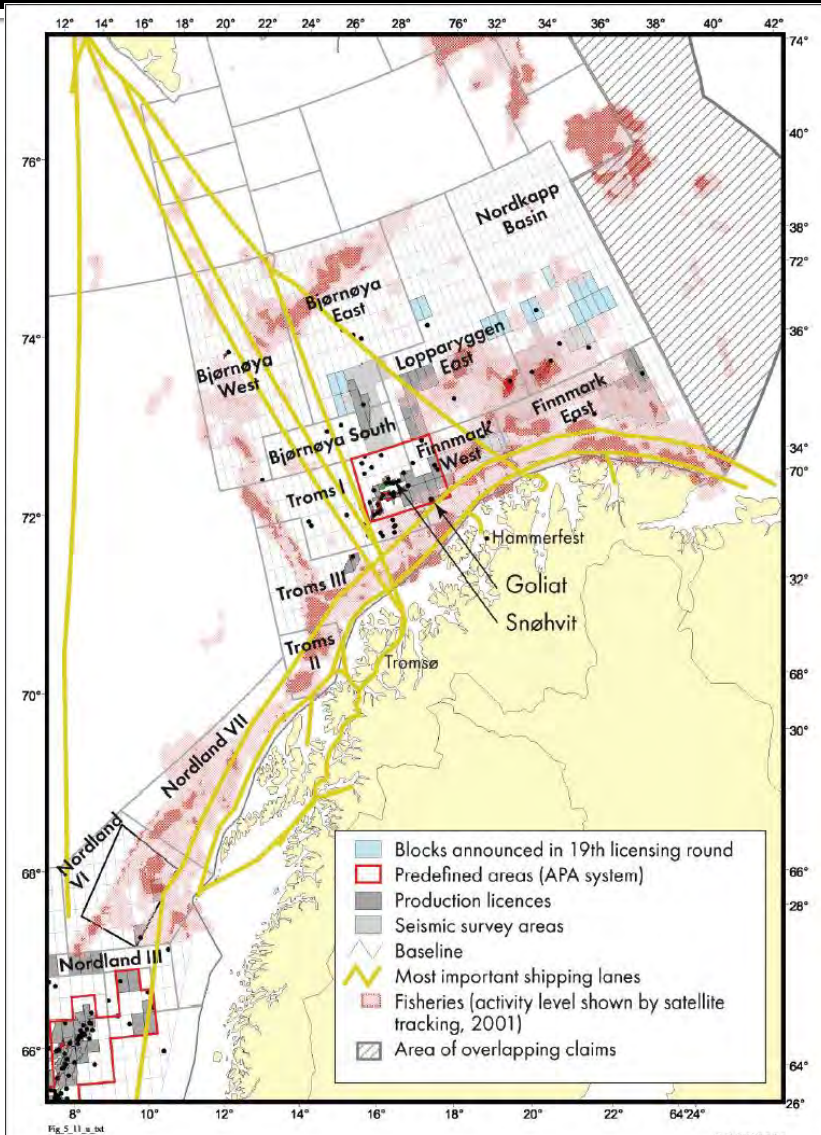 12° 14° 16° 18° 20° 22° 24° 26° 28° 76° 32° 34° 36° 38° 40° 42°
74°
76°
40°
Nordkapp
Basin
38°
72°
Bjørnøya
East
74°
36°
Lopparyggen
East
Bjørnøya
West
Finnmark
East
Bjørnøya South
Finnmark
West
34°
70°
Troms I
72°
Hammerfest
Goliat
32°
Troms III
Snøhvit
Troms
II
Tromsø
68°
70°
30°
Nordland VII
Nordland
VI
68°
66°
28°
Nordland III
66°
64°
26°
Blocks announced in 19th licensing round
Predefined areas (APA system)
Production licences
Seismic survey areas
Baseline
Most important shipping lanes
Fisheries (activity level shown by satellite
tracking, 2001)
Area of overlapping claims
8° 10° 12° 14° 16° 18° 20° 22° 64°24°